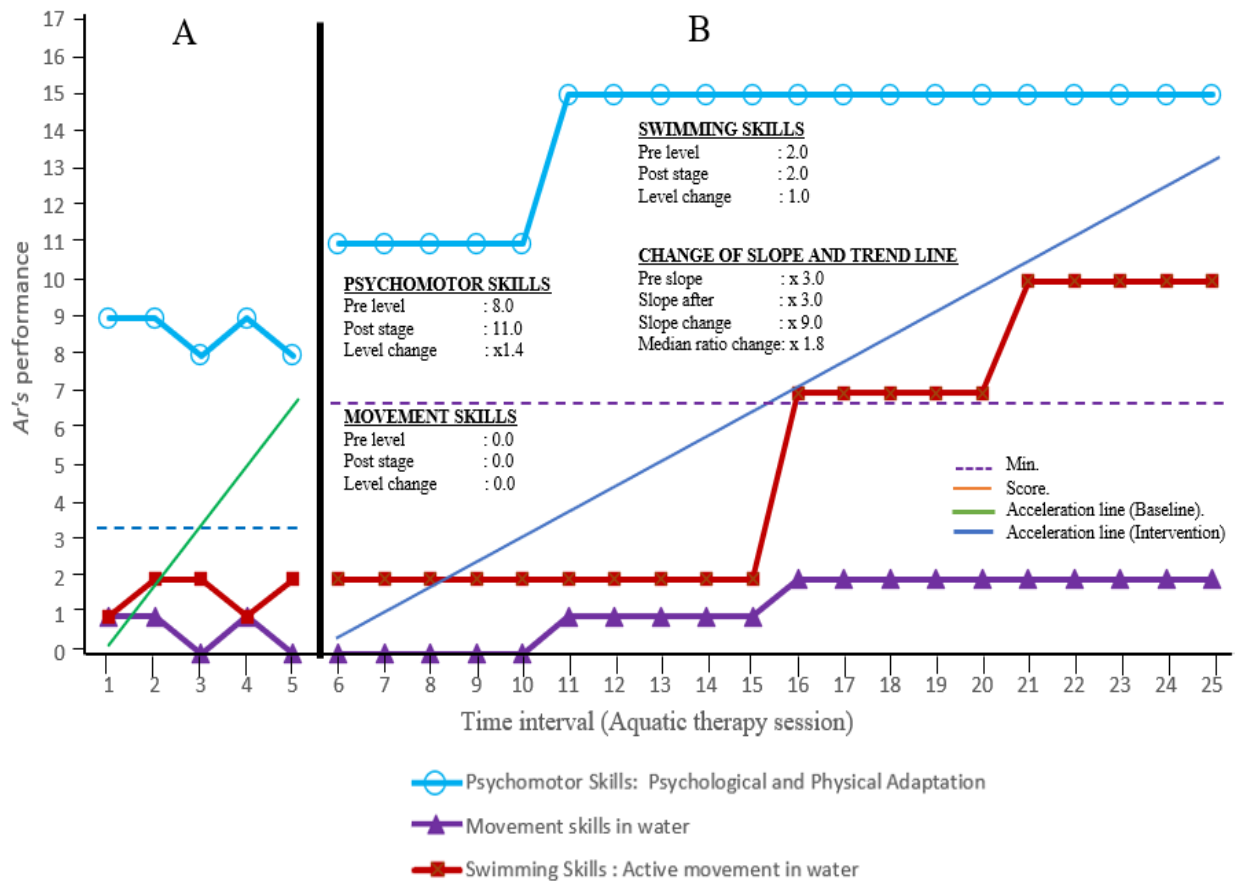 A
B
17
16
15
14
13
12
11
10
9
8
7
6
5
4
3
2
1
0
Ar's performance
SWIMMING SKILLS
Pre level : 2.0
Post stage : 2.0
Level change : 1.0
PSYCHOMOTOR SKILLS
Pre level : 8.0
Post stage : 11.0
Level change : x1.4
CHANGE OF SLOPE AND TREND LINE
Pre slope : x 3.0
Slope after : x 3.0
Slope change : x 9.0
Median ratio change: x 1.8
MOVEMENT SKILLS
Pre level : 0.0
Post stage : 0.0
Level change : 0.0
Min.
Score.
Acceleration line (Baseline).
Acceleration line (Intervention)
1 2 3 4 5 6 7 8 9 10 11 12 13 14 15 16 17 18 19 20 21 22 23 24 25
Time interval (Aquatic therapy session)
Psychomotor Skills: Psychological and Physical Adaptation
Movement skills in water
Swimming Skills : Active movement in water